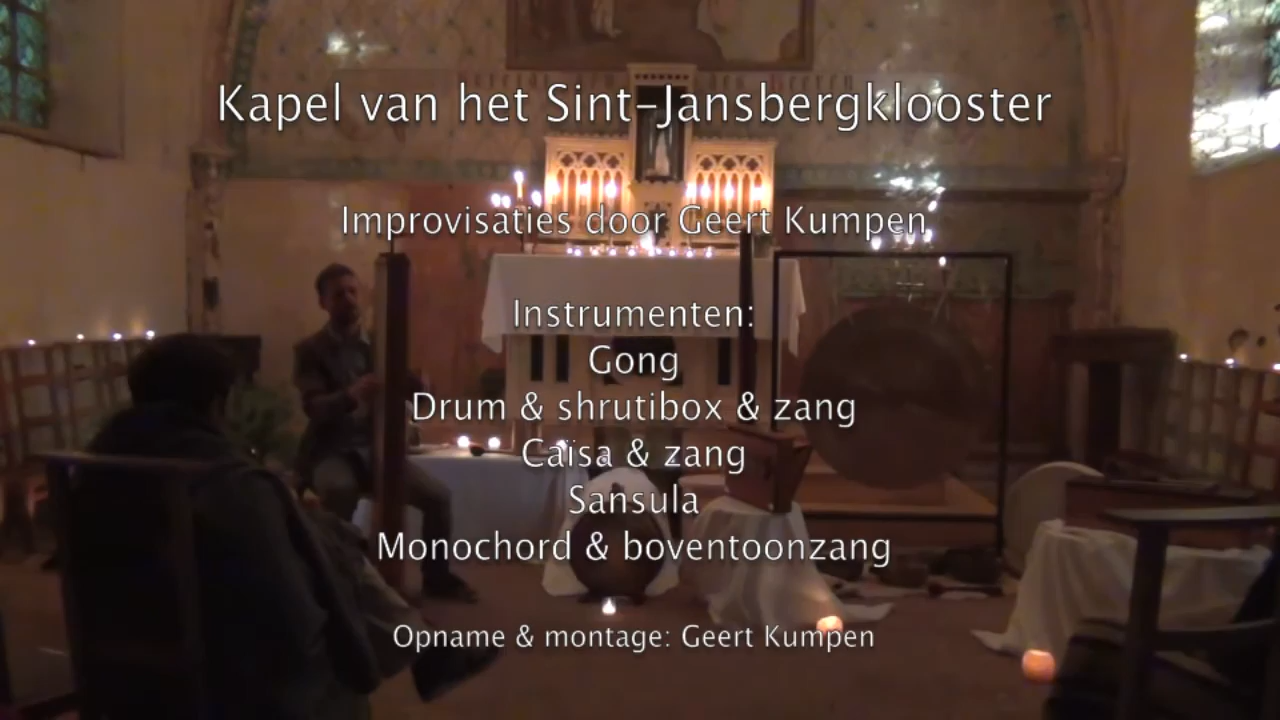 Kapel van het Sint-Jansbergklooster
Improvisaties door Geert Kumpen
Instrumenten:
Gong
Drum & shrutibox & zang
Caïsa & zang
Sansula
Monochord & boventoonzang
Opname & montage: Geert Kumpen